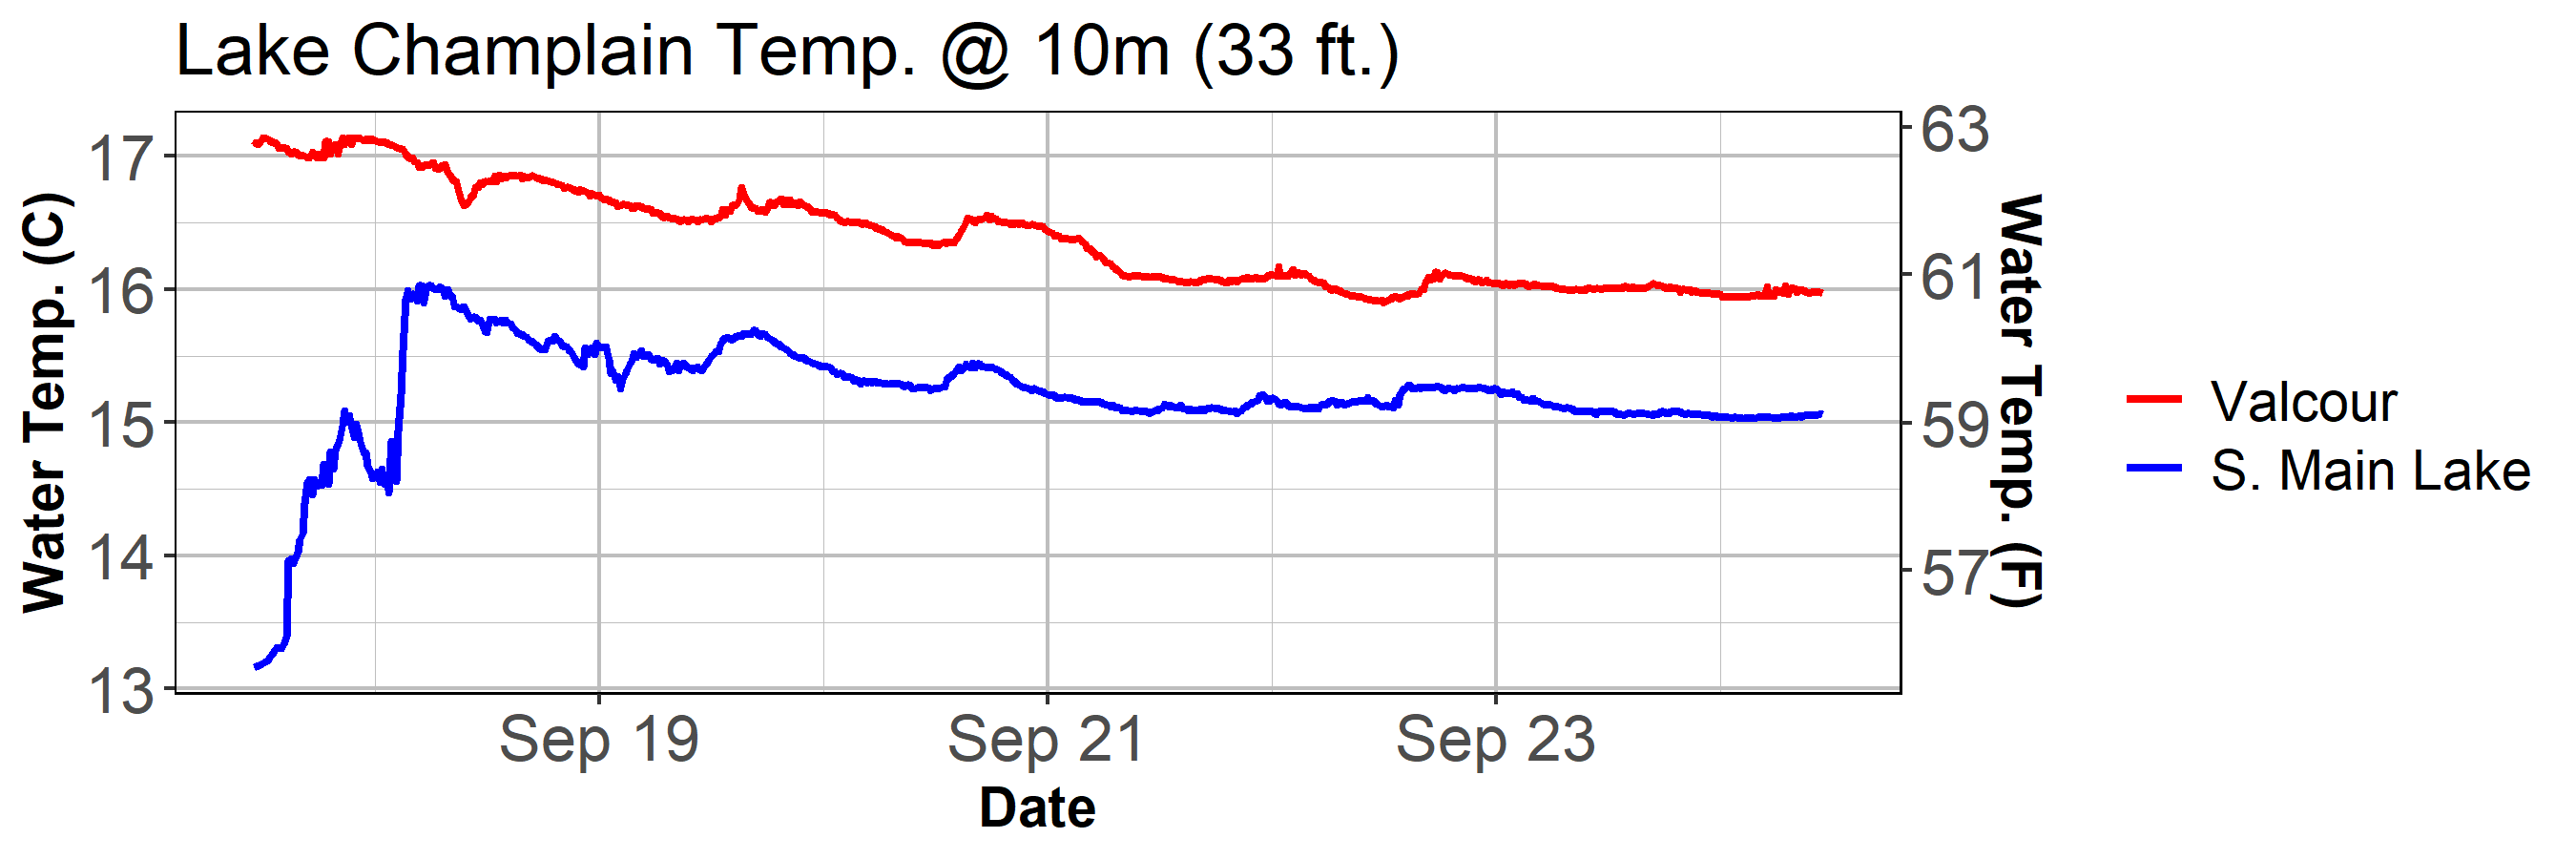 Lake Champlain Temp. @ 10m (33 ft.)
Water Temp. (C)
17
16
15
14
13
63
61
59
57
Water Temp. (F)
Sep 19
Sep 21
Sep 23
Date
Valcour
S. Main Lake